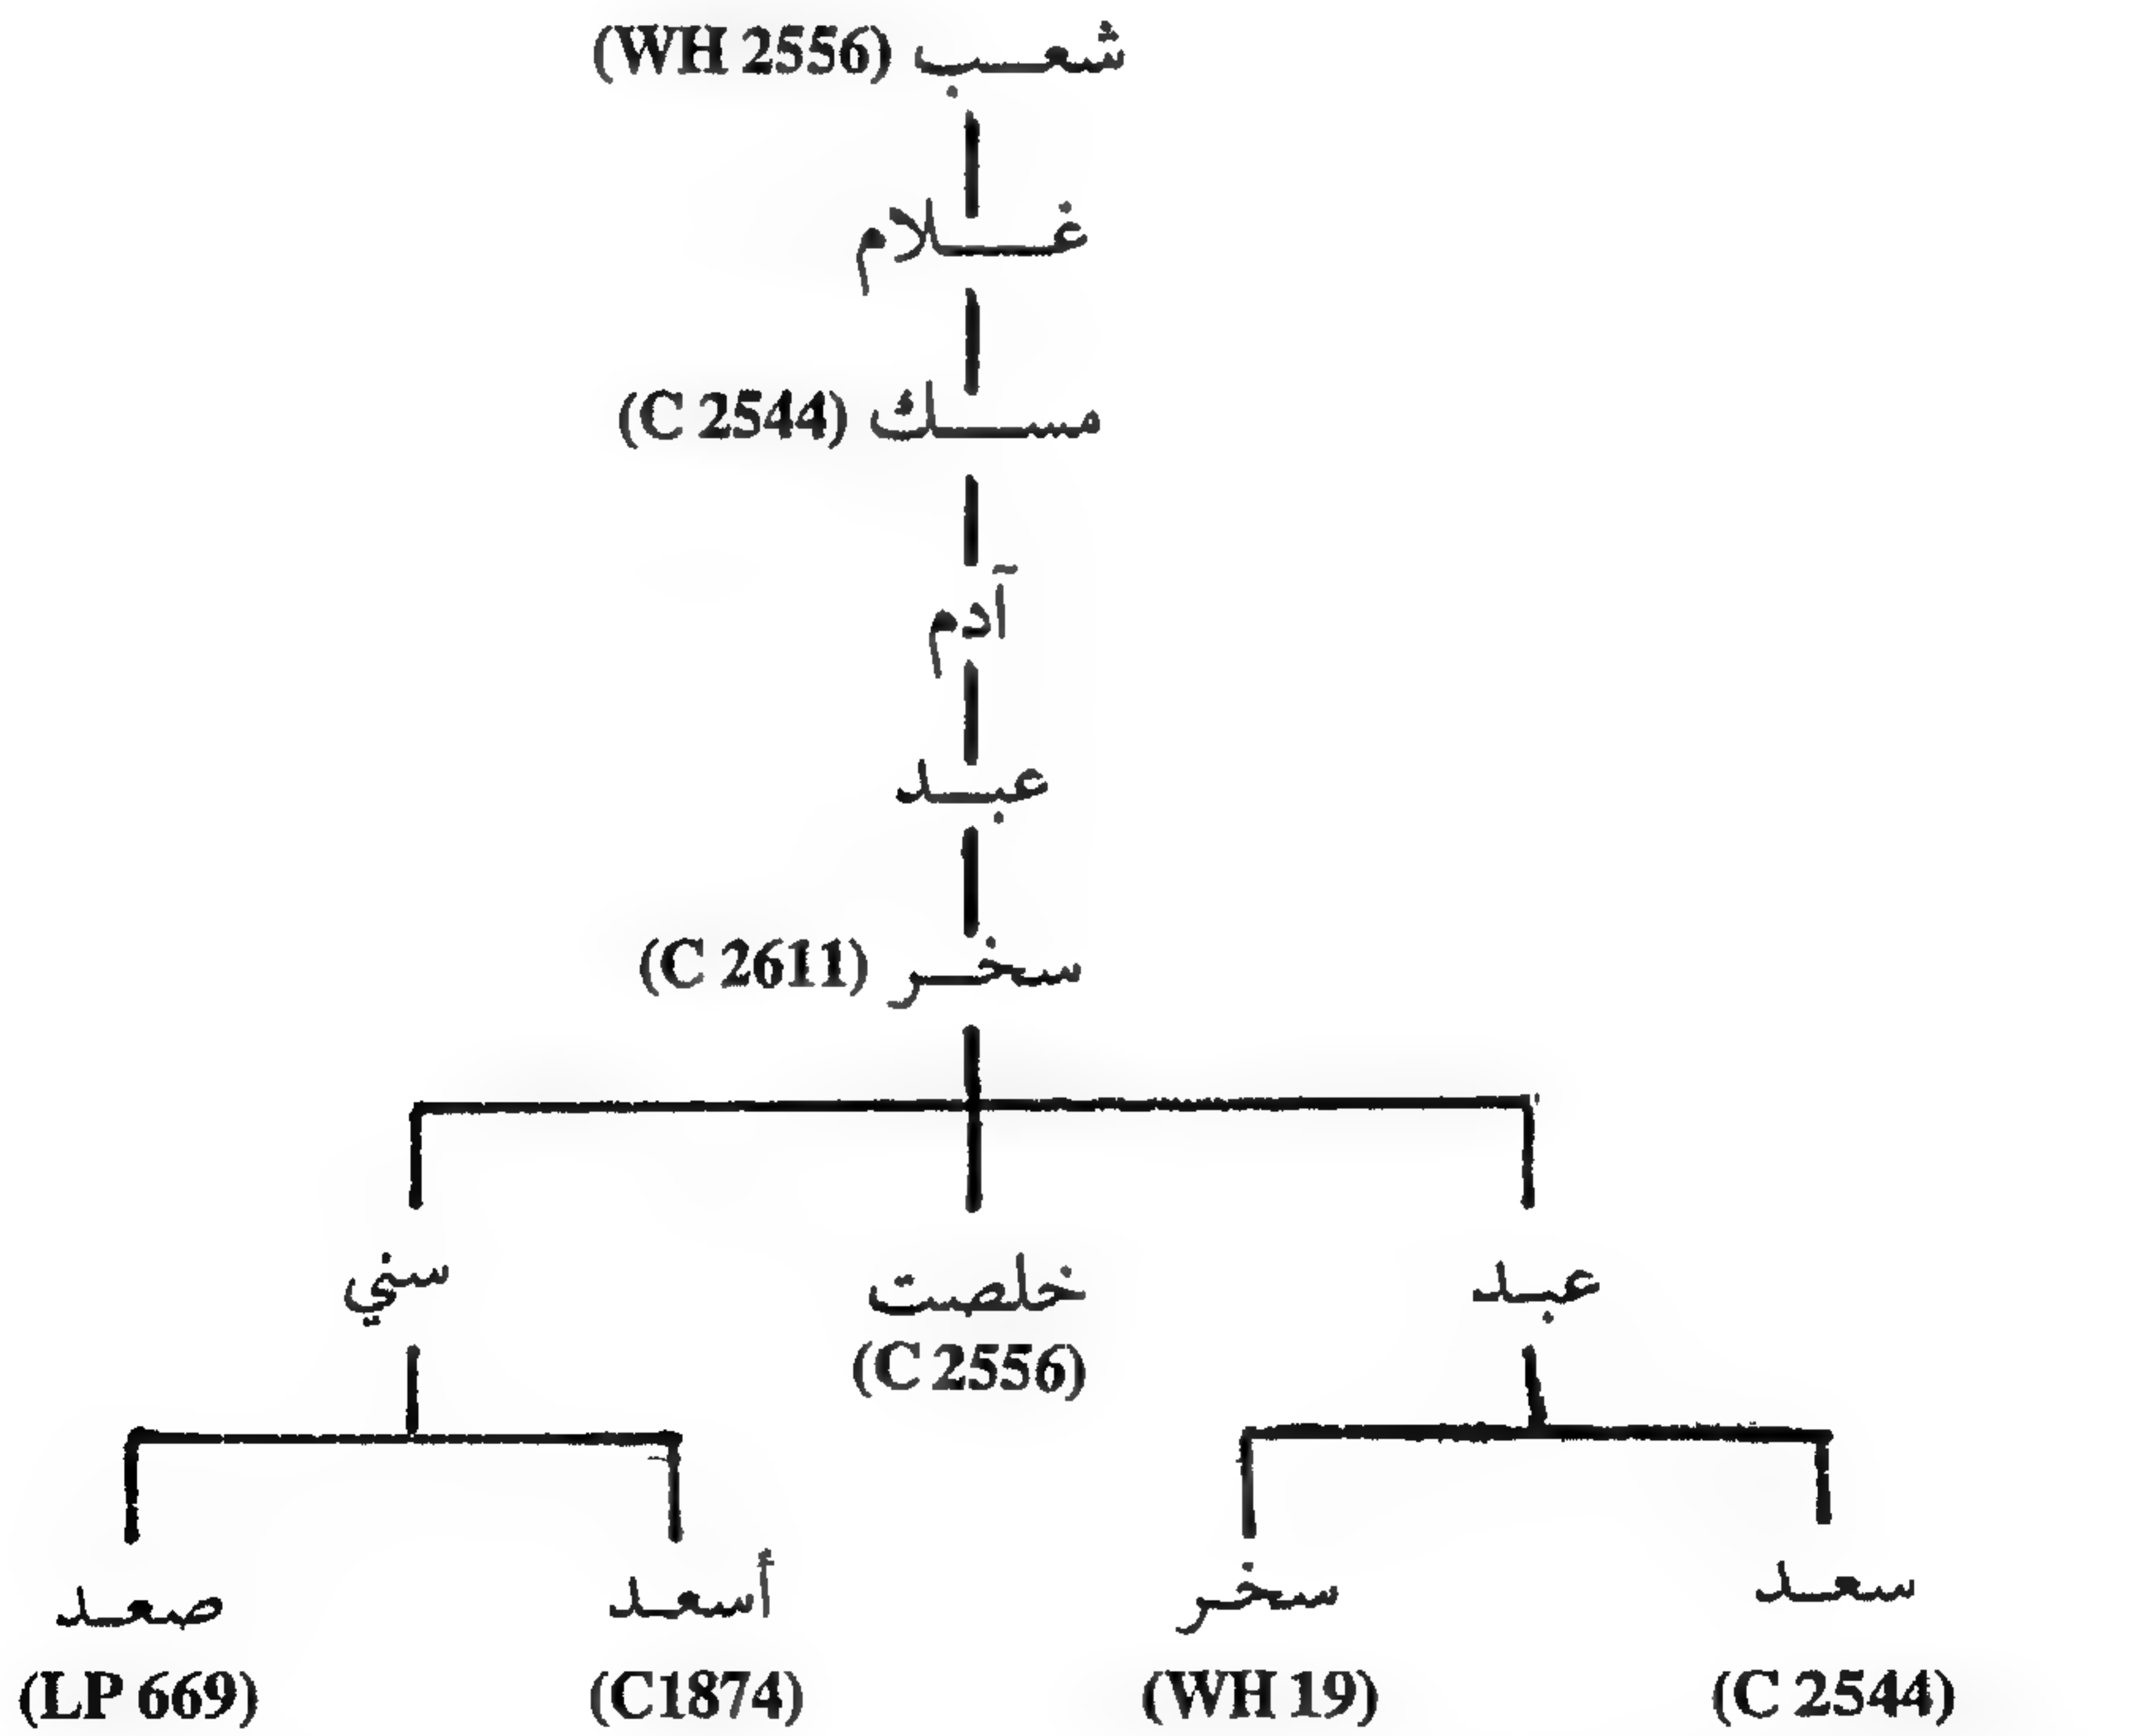 شعب (WH 2556)
غلام
مسك (C 2544)
آدم
عبد
سخر (C 2611)
عبد
خلصت
(C 2556)
سني
سعد
(C 2544)
سخر
(WH 19)
أسعد
(C1874)
صعد
(LP 669)